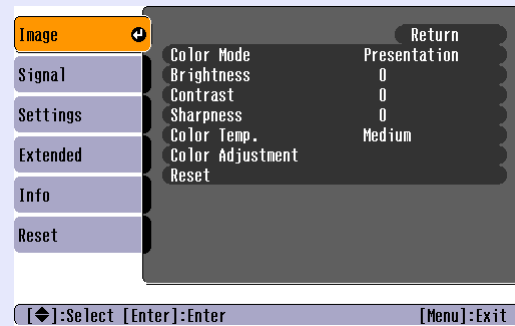 Image
Signal
Settings
Extended
Info
Reset
Return
Color Mode Presentation
Brightness 0
Contrast 0
Sharpness 0
Color Temp. Medium
Color Adjustment
Reset
[◆]:Select [Enter]:Enter [Menu]:Exit